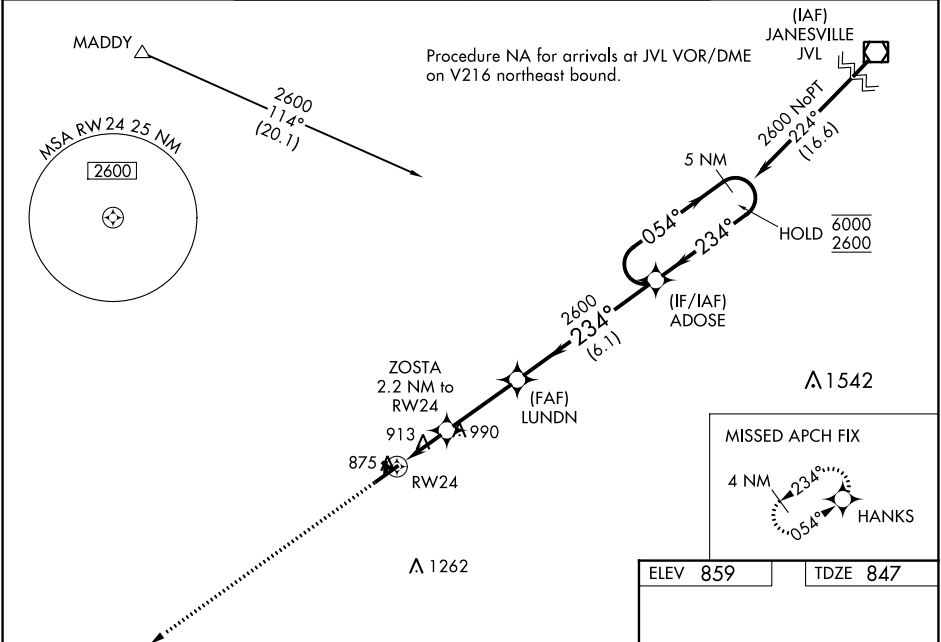 (IAF)
JANESVILLE
JVL
MADDY
Procedure NA for arrivals at JVL VOR/DME
on V216 northeast bound.
2600
114°
(20.1)
2600 NoPT
224°
(16.6)
MSA RW 24 25 NM
2600
5 NM
054°
234°
HOLD
6000
2600
(IF/IAF)
ADOSE
2600
234°
(6.1)
ZOSTA
2.2 NM to
RW24
(FAF)
LUNDN
1542
913
990
875
RW24
MISSED APCH FIX
4 NM
234°
054°
HANKS
1262
ELEV 859
TDZE 847